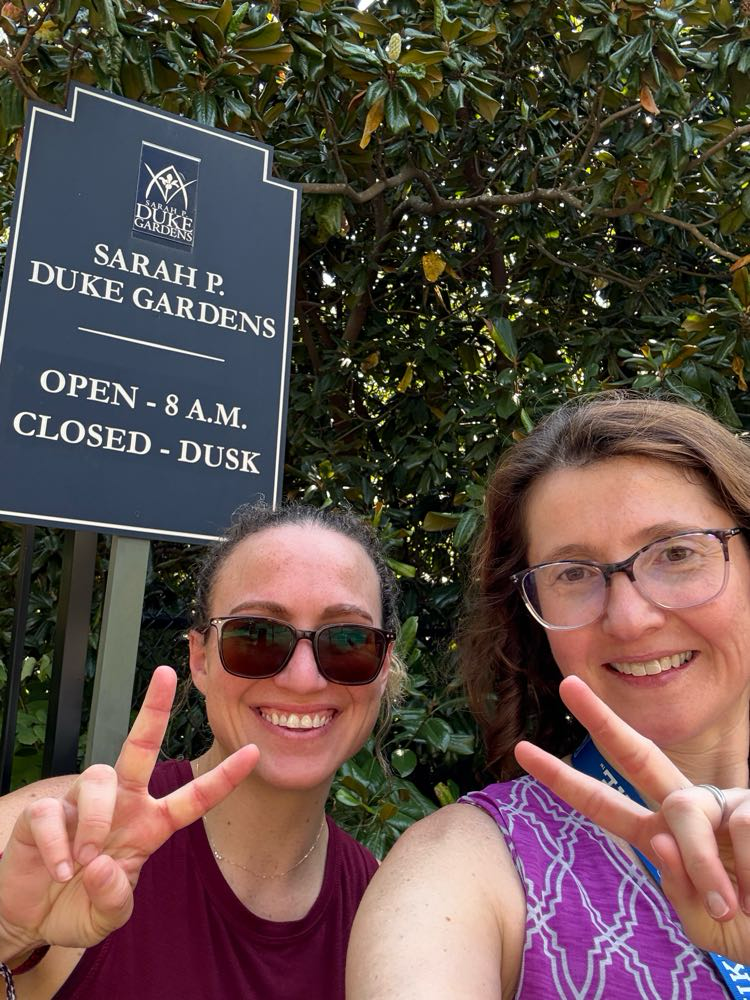 SARAH P.
DUKE
GARDENS
SARAH P.
DUKE GARDENS
OPEN - 8 A.M.
CLOSED - DUSK